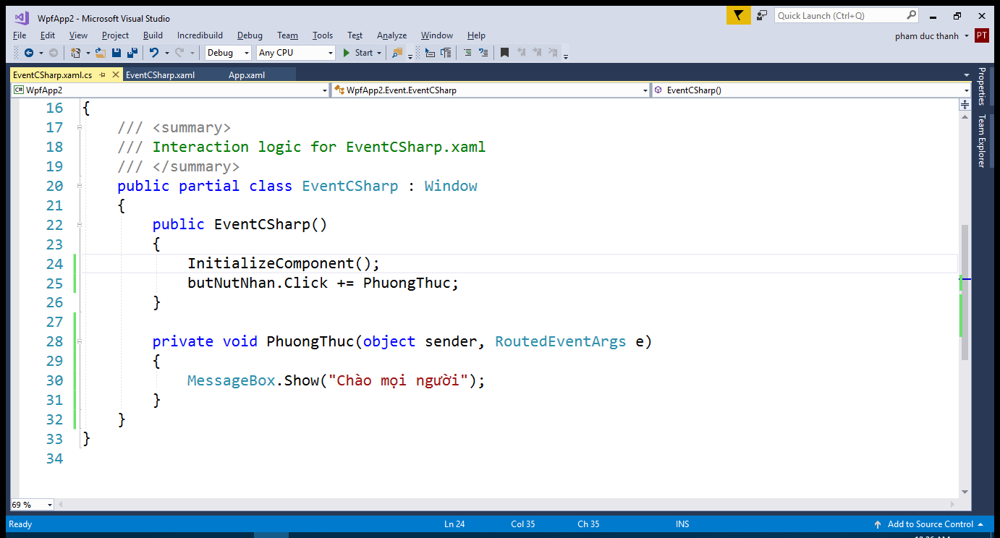 WpfApp2 - Microsoft Visual Studio
Quick Launch (Ctrl+Q)
File Edit View Project Build Incredibuild Debug Team Tools Test Analyze Window Help
pham duc thanh PT
Debug Any CPU Start
EventCSharp.xaml.cs EventCSharp.xaml App.xaml
C# WpfApp2 WpfApp2.Event.EventCSharp EventCSharp()
Properties
Team Explorer
16 {
17 /// <summary>
18 /// Interaction logic for EventCSharp.xaml
19 /// </summary>
20 public partial class EventCSharp : Window
21 {
22 public EventCSharp()
23 {
24 InitializeComponent();
25 butNutNhan.Click += PhuongThuc;
26 }
27
28 private void PhuongThuc(object sender, RoutedEventArgs e)
29 {
30 MessageBox.Show("Chào mọi người");
31 }
32 }
33 }
34
69 %
Ready Ln 24 Col 35 Ch 35 INS Add to Source Control